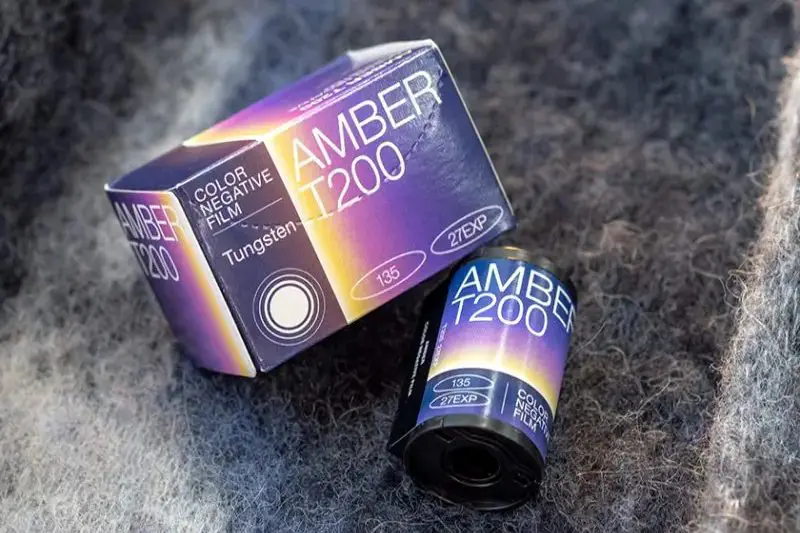 AMBER
T200
COLOR
NEGATIVE
FILM
Tungsten
AMBER
T200
135
27EXP
AMBER
T200
135
27EXP
COLOR
NEGATIVE
FILM